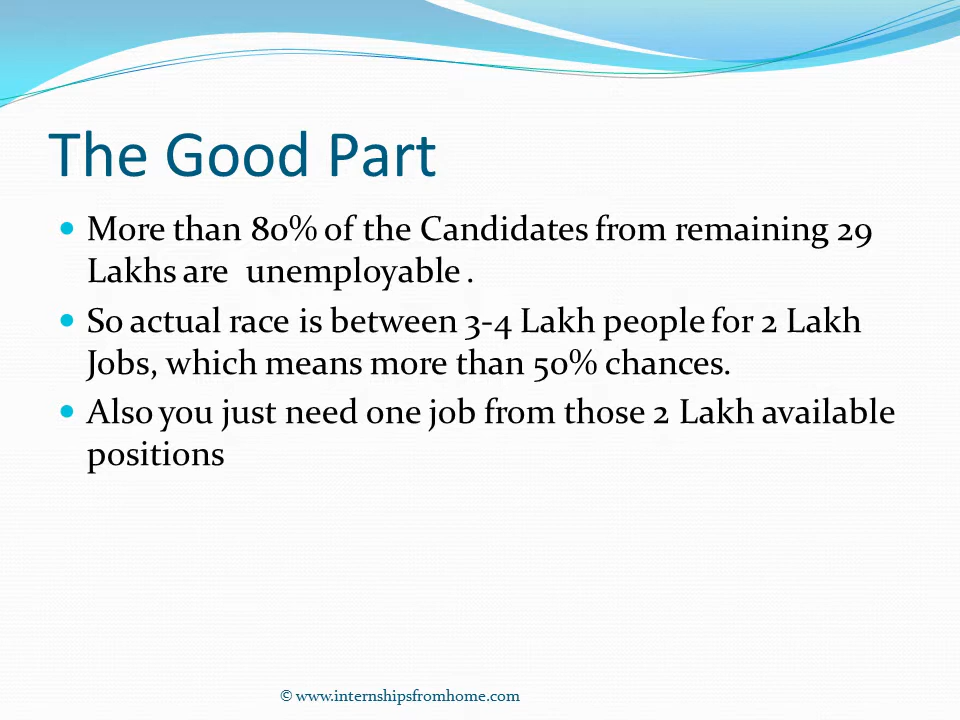 The Good Part
More than 80% of the Candidates from remaining 29
Lakhs are unemployable .
So actual race is between 3-4 Lakh people for 2 Lakh
Jobs, which means more than 50% chances.
Also you just need one job from those 2 Lakh available
positions
© www.internshipsfromhome.com